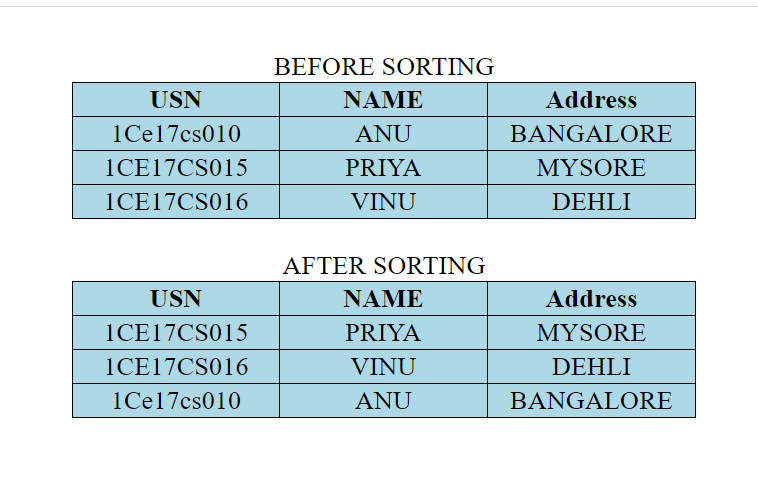 BEFORE SORTING
USN NAME Address
1Ce17cs010 ANU BANGALORE
1CE17CS015 PRIYA MYSORE
1CE17CS016 VINU DEHLI
AFTER SORTING
USN NAME Address
1CE17CS015 PRIYA MYSORE
1CE17CS016 VINU DEHLI
1Ce17cs010 ANU BANGALORE